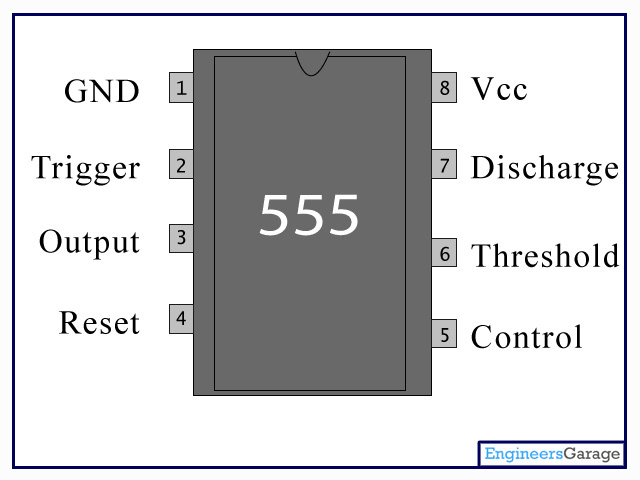 GND 1 8 Vcc
Trigger 2 7 Discharge
555
Output 3 6 Threshold
Reset 4 5 Control
EngineersGarage